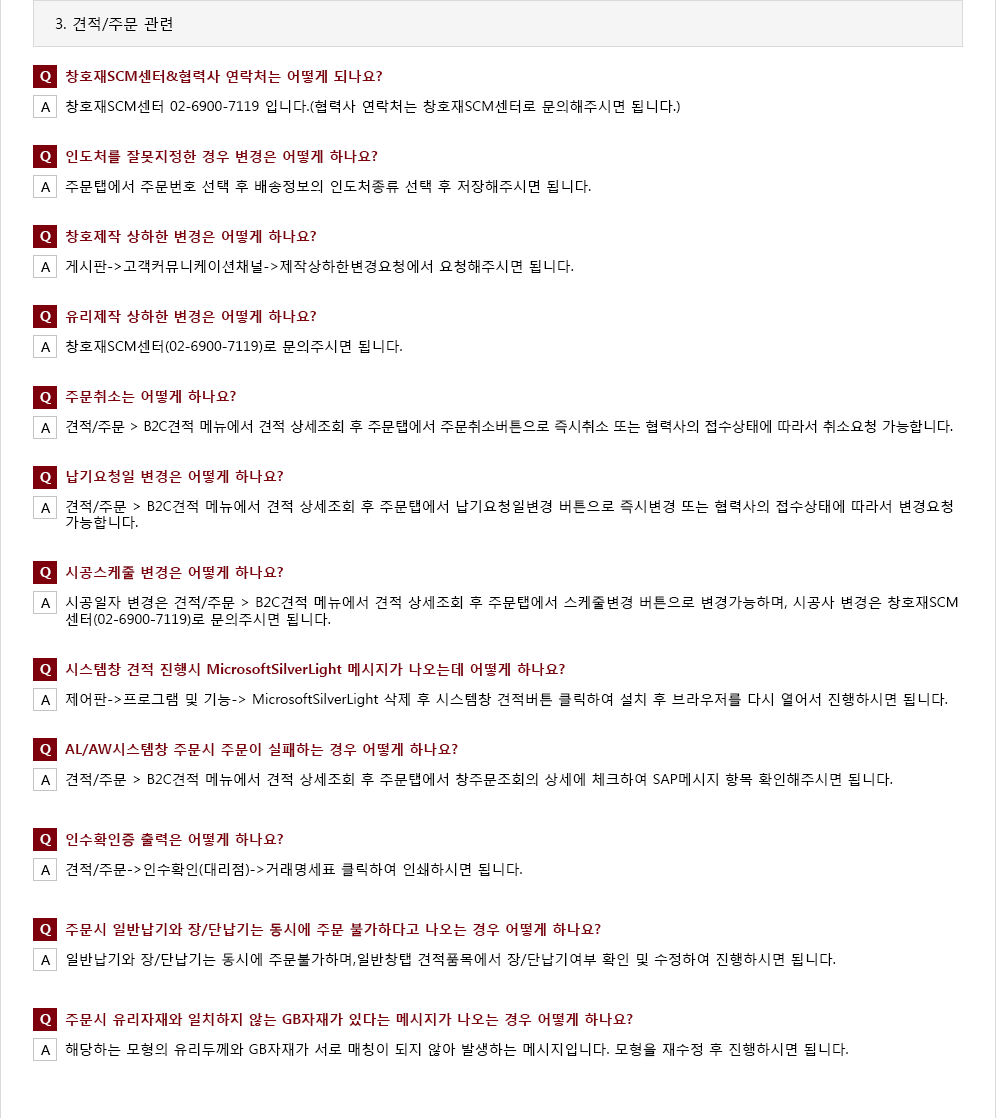 3. 견적/주문 관련
Q 창호재SCM센터&협력사 연락처는 어떻게 되나요?
A 창호재SCM센터 02-6900-7119 입니다.(협력사 연락처는 창호재SCM센터로 문의해주시면 됩니다.)
Q 인도처를 잘못지정한 경우 변경은 어떻게 하나요?
A 주문탭에서 주문번호 선택 후 배송정보의 인도처종류 선택 후 저장해주시면 됩니다.
Q 창호제작 상하한 변경은 어떻게 하나요?
A 게시판->고객커뮤니케이션채널->제작상하한변경요청에서 요청해주시면 됩니다.
Q 유리제작 상하한 변경은 어떻게 하나요?
A 창호재SCM센터(02-6900-7119)로 문의주시면 됩니다.
Q 주문취소는 어떻게 하나요?
A 견적/주문 > B2C견적 메뉴에서 견적 상세조회 후 주문탭에서 주문취소버튼으로 즉시취소 또는 협력사의 접수상태에 따라서 취소요청 가능합니다.
Q 납기요청일 변경은 어떻게 하나요?
A 견적/주문 > B2C견적 메뉴에서 견적 상세조회 후 주문탭에서 납기요청일변경 버튼으로 즉시변경 또는 협력사의 접수상태에 따라서 변경요청
가능합니다.
Q 시공스케줄 변경은 어떻게 하나요?
A 시공일자 변경은 견적/주문 > B2C견적 메뉴에서 견적 상세조회 후 주문탭에서 스케줄변경 버튼으로 변경가능하며, 시공사 변경은 창호재SCM
센터(02-6900-7119)로 문의주시면 됩니다.
Q 시스템창 견적 진행시 MicrosoftSilverLight 메시지가 나오는데 어떻게 하나요?
A 제어판->프로그램 및 기능-> MicrosoftSilverLight 삭제 후 시스템창 견적버튼 클릭하여 설치 후 브라우저를 다시 열어서 진행하시면 됩니다.
Q AL/AW시스템창 주문시 주문이 실패하는 경우 어떻게 하나요?
A 견적/주문 > B2C견적 메뉴에서 견적 상세조회 후 주문탭에서 창주문조회의 상세에 체크하여 SAP메시지 항목 확인해주시면 됩니다.
Q 인수확인증 출력은 어떻게 하나요?
A 견적/주문->인수확인(대리점)->거래명세표 클릭하여 인쇄하시면 됩니다.
Q 주문시 일반납기와 장/단납기는 동시에 주문 불가하다고 나오는 경우 어떻게 하나요?
A 일반납기와 장/단납기는 동시에 주문불가하며,일반창탭 견적품목에서 장/단납기여부 확인 및 수정하여 진행하시면 됩니다.
Q 주문시 유리자재와 일치하지 않는 GB자재가 있다는 메시지가 나오는 경우 어떻게 하나요?
A 해당하는 모형의 유리두께와 GB자재가 서로 매칭이 되지 않아 발생하는 메시지입니다. 모형을 재수정 후 진행하시면 됩니다.